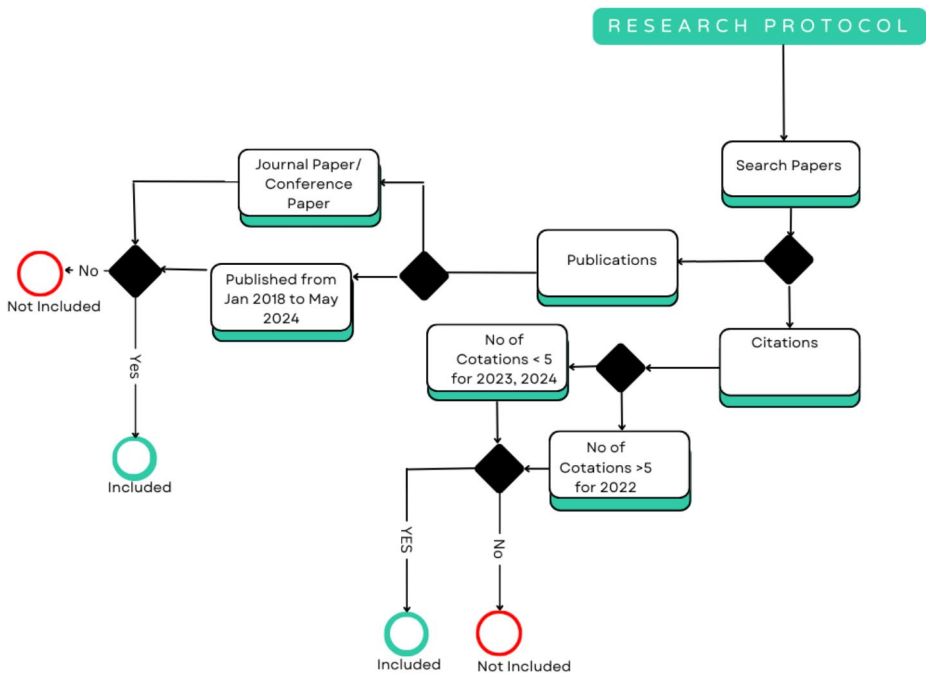 RESEARCH PROTOCOL
Search Papers
Journal Paper/
Conference
Paper
Publications
Published from
Jan 2018 to May
2024
No
Not Included
Yes
Included
Citations
No of
Cotations < 5
for 2023, 2024
No of
Cotations >5
for 2022
YES
No
Included
Not Included